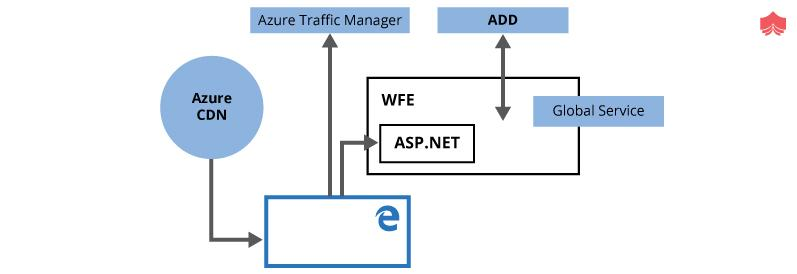 Azure Traffic Manager
ADD
Azure
CDN
WFE
Global Service
ASP.NET